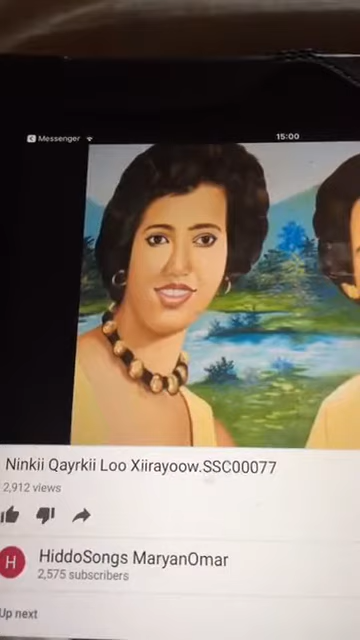 Messenger
15:00
Ninkii Qayrkii Loo Xiirayoow.SSC00077
2,912 views
H
HiddoSongs MaryanOmar
2,575 subscribers
Up next